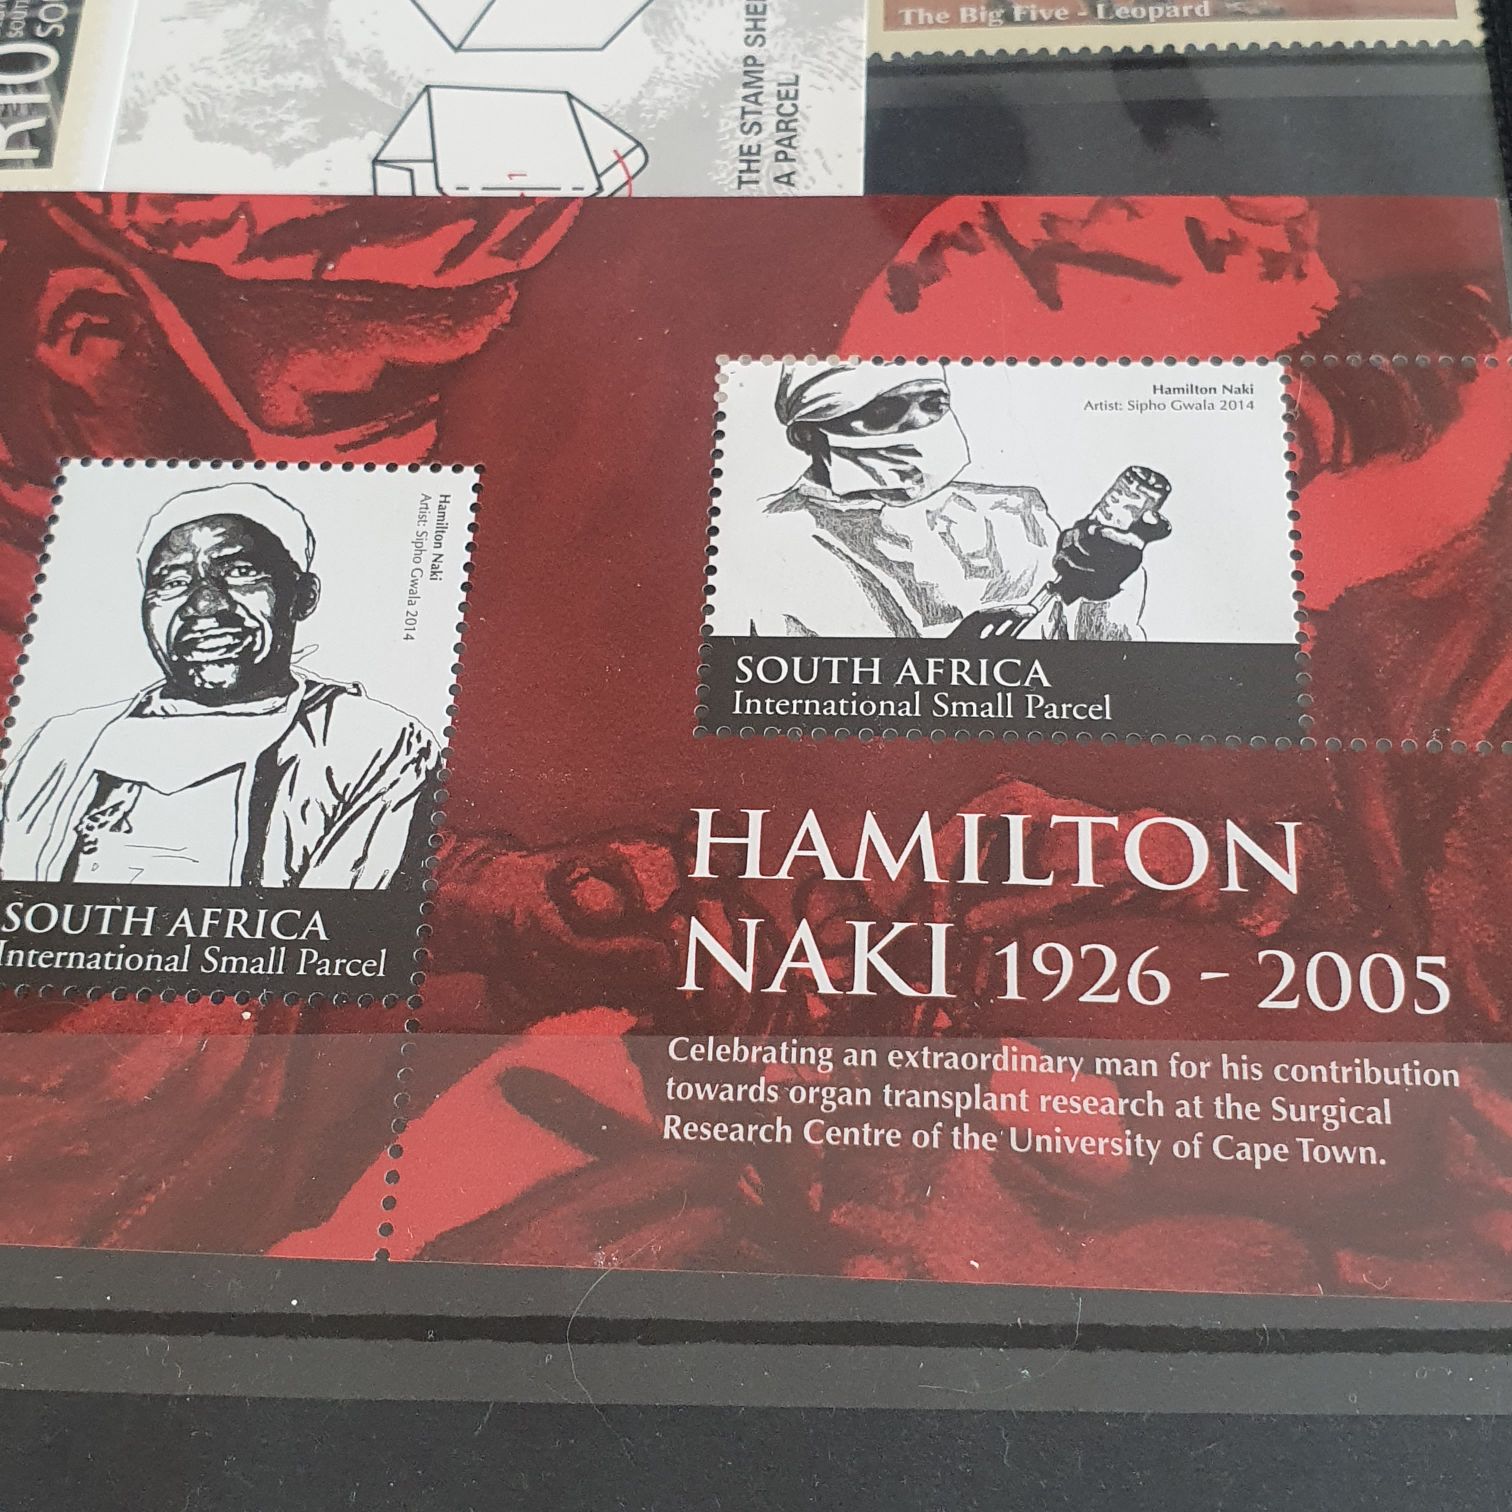 The Big Five - Leopard
THE STAMP
A PARCEL
Hamilton Naki
Artist: Sipho Gwala 2014
SOUTH AFRICA
International Small Parcel
Hamilton Naki
Artist: Sipho Gwala 2014
SOUTH AFRICA
International Small Parcel
HAMILTON
NAKI 1926 - 2005
Celebrating an extraordinary man for his contribution
towards organ transplant research at the Surgical
Research Centre of the University of Cape Town.
1